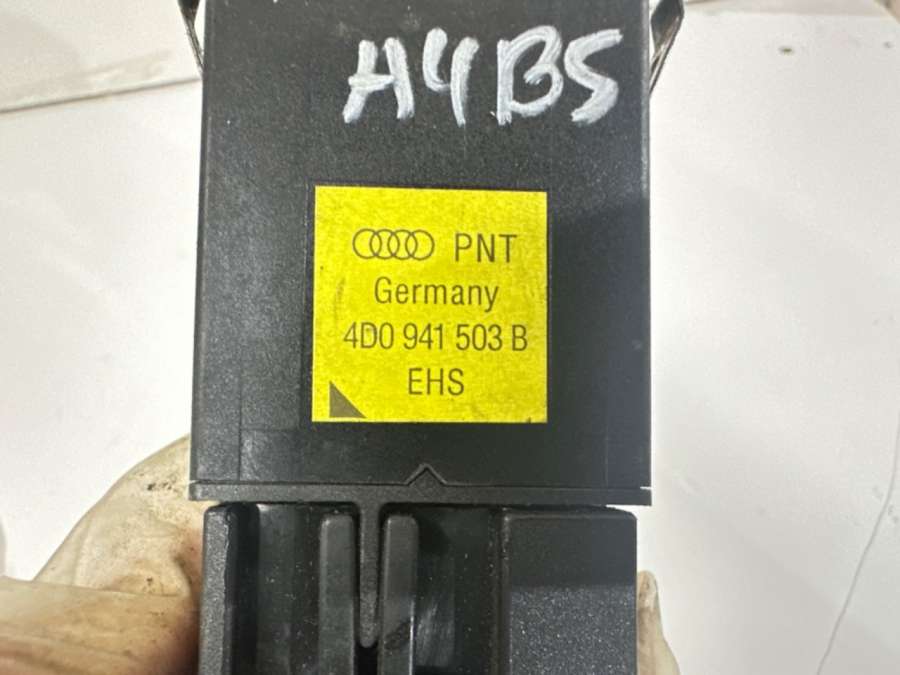 A4B5
PNT
Germany
4D0 941 503 B
EHS